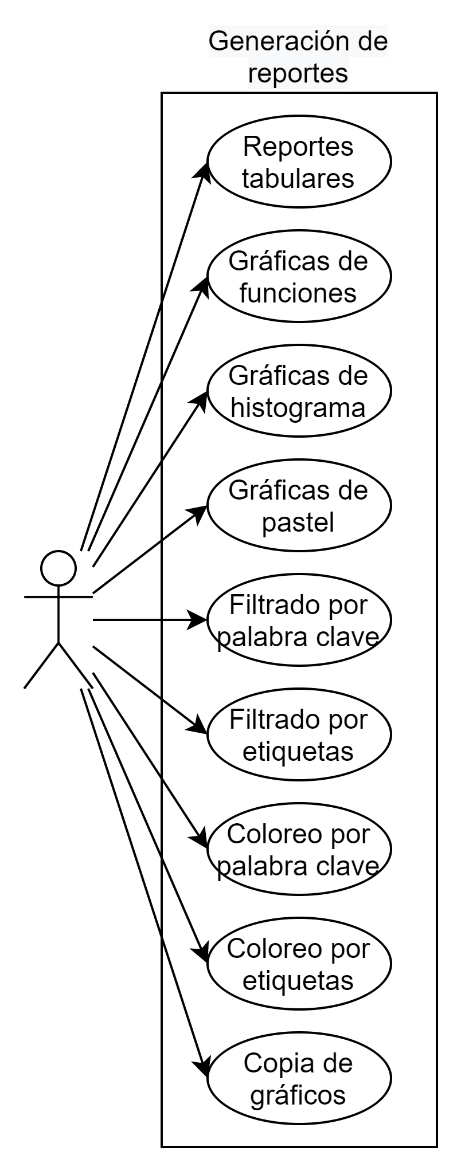 Generación de
reportes
Reportes
tabulares
Gráficas de
funciones
Gráficas de
histograma
Gráficas de
pastel
Filtrado por
palabra clave
Filtrado por
etiquetas
Coloreo por
palabra clave
Coloreo por
etiquetas
Copia de
gráficos